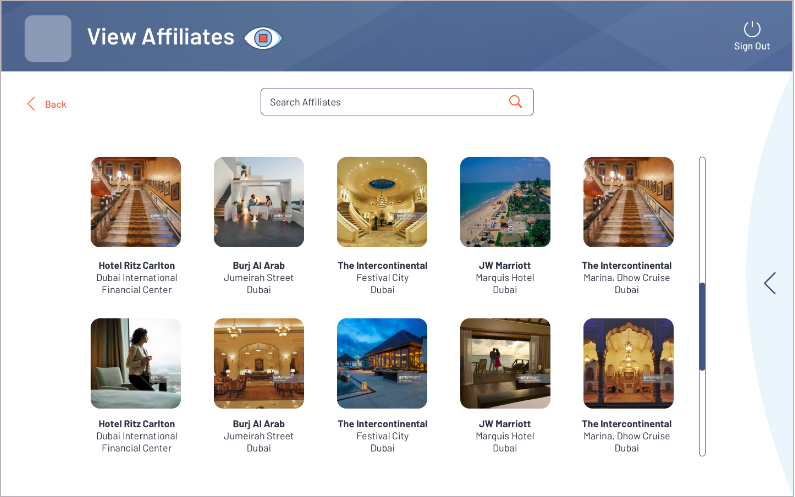 View Affiliates
Sign Out
Back
Search Affiliates
Hotel Ritz Carlton
Dubai International
Financial Center
Burj Al Arab
Jumeirah Street
Dubai
The Intercontinental
Festival City
Dubai
JW Marriott
Marquis Hotel
Dubai
The Intercontinental
Marina, Dhow Cruise
Dubai
Hotel Ritz Carlton
Dubai International
Financial Center
Burj Al Arab
Jumeirah Street
Dubai
The Intercontinental
Festival City
Dubai
JW Marriott
Marquis Hotel
Dubai
The Intercontinental
Marina, Dhow Cruise
Dubai